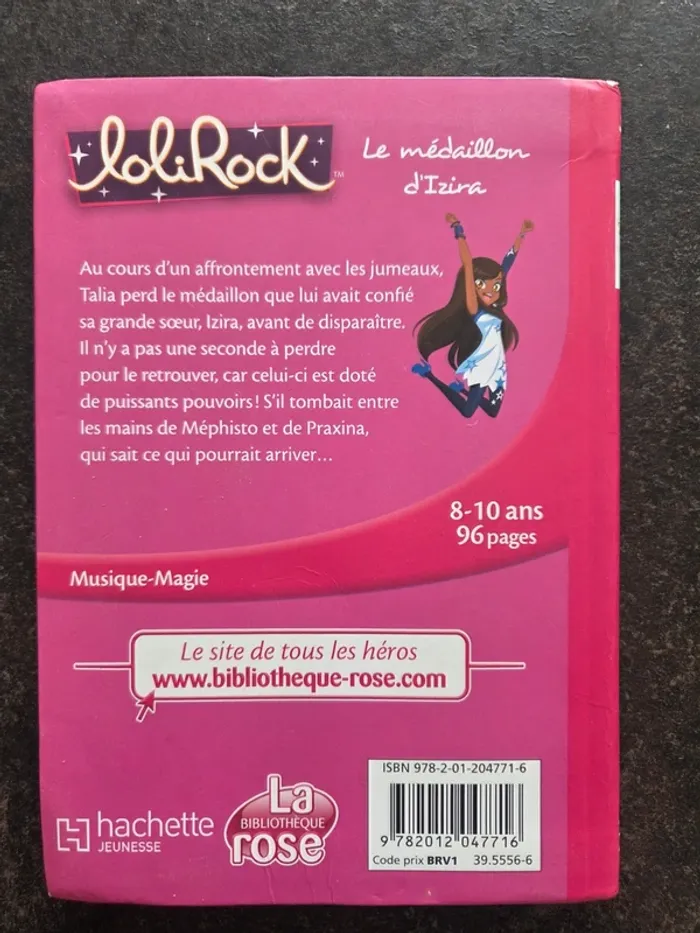 LoliRock™
Le médaillon
d'Izira
Au cours d'un affrontement avec les jumeaux,
Talia perd le médaillon que lui avait confié
sa grande sœur, Izira, avant de disparaître.
Il n'y a pas une seconde à perdre
pour le retrouver, car celui-ci est doté
de puissants pouvoirs ! S'il tombait entre
les mains de Méphisto et de Praxina,
qui sait ce qui pourrait arriver...
8-10 ans
96 pages
Musique-Magie
Le site de tous les héros
www.bibliotheque-rose.com
hachette
JEUNESSE
La
BIBLIOTHÈQUE
rose
ISBN 978-2-01-204771-6
9 782012 047716
Code prix BRV1 39.5556-6